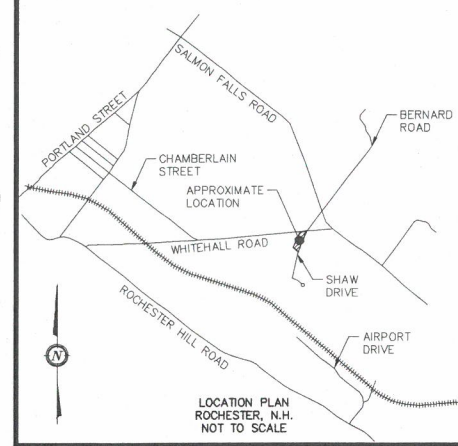 SALMON FALLS ROAD
PORTLAND STREET
BERNARD
ROAD
CHAMBERLAIN
STREET
APPROXIMATE
LOCATION
WHITEHALL ROAD
SHAW
DRIVE
ROCHESTER HILL ROAD
AIRPORT
DRIVE
N
LOCATION PLAN
ROCHESTER, N.H.
NOT TO SCALE